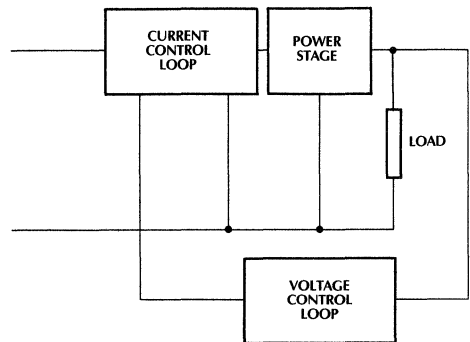 CURRENT
CONTROL
LOOP
POWER
STAGE
LOAD
VOLTAGE
CONTROL
LOOP